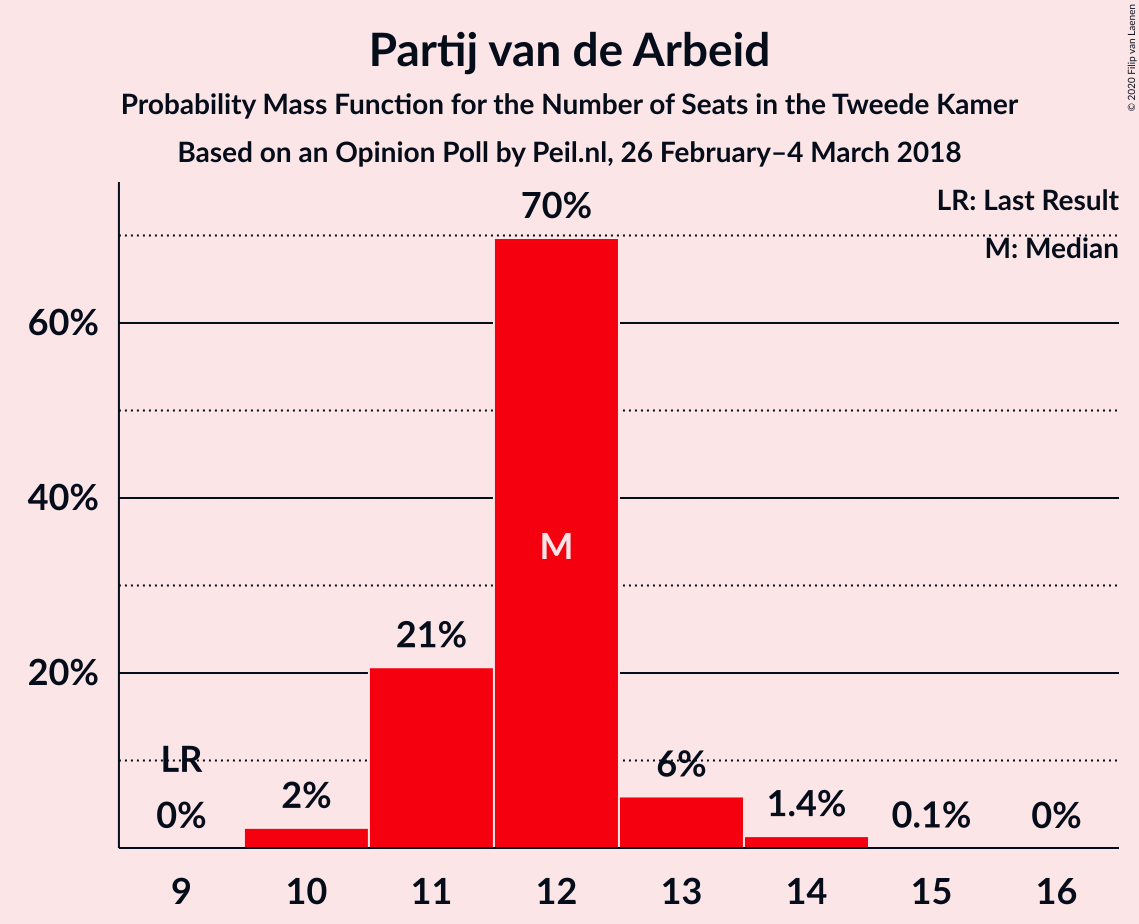 Partij van de Arbeid
Probability Mass Function for the Number of Seats in the Tweede Kamer
Based on an Opinion Poll by Peil.nl, 26 February–4 March 2018
© 2020 Filip van Laenen
LR: Last Result
M: Median
70%
60%
40%
M
21%
20%
LR
0%
2%
6%
1.4%
0.1%
0%
9 10 11 12 13 14 15 16